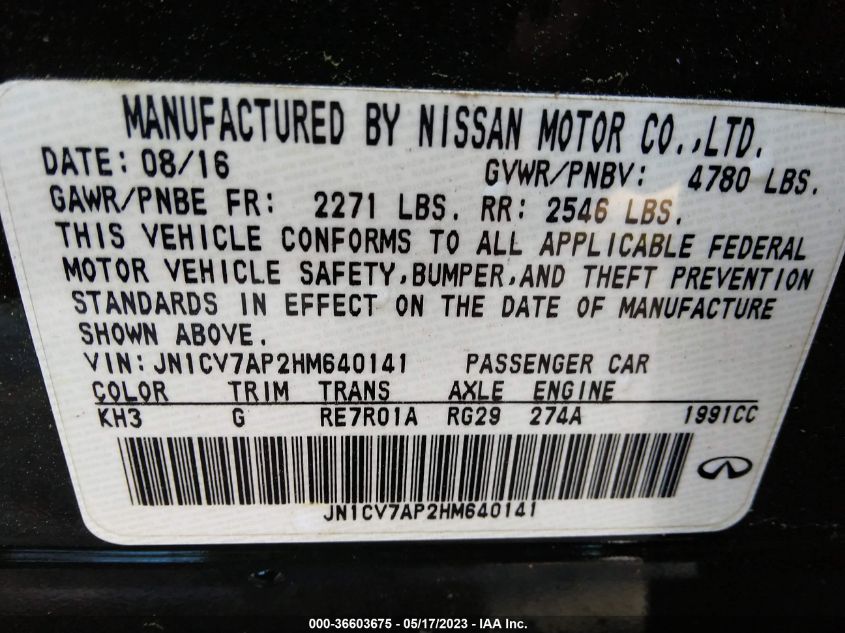 MANUFACTURED BY NISSAN MOTOR CO.,LTD.
DATE: 08/16 GVWR/PNBV: 4780 LBS.
GAWR/PNBE FR: 2271 LBS. RR: 2546 LBS.
THIS VEHICLE CONFORMS TO ALL APPLICABLE FEDERAL
MOTOR VEHICLE SAFETY,BUMPER,AND THEFT PREVENTION
STANDARDS IN EFFECT ON THE DATE OF MANUFACTURE
SHOWN ABOVE.
VIN:JN1CV7AP2HM640141 PASSENGER CAR
COLOR TRIM TRANS AXLE ENGINE
KH3 G RE7R01A RG29 274A 1991CC
JN1CV7AP2HM640141
000-36603675 - 05/17/2023 - IAA Inc.